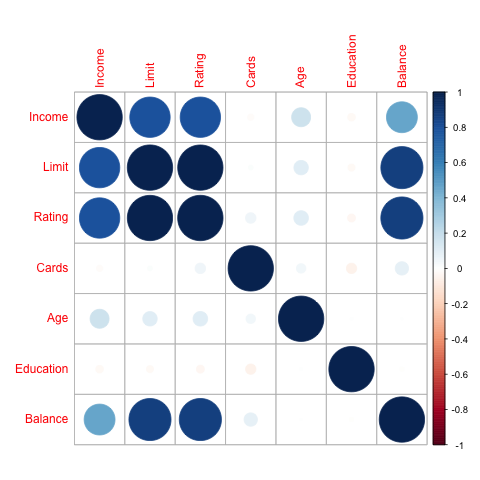 Income
Limit
Rating
Cards
Age
Education
Balance
Income
Limit
Rating
Cards
Age
Education
Balance
1
0.8
0.6
0.4
0.2
0
-0.2
-0.4
-0.6
-0.8
-1